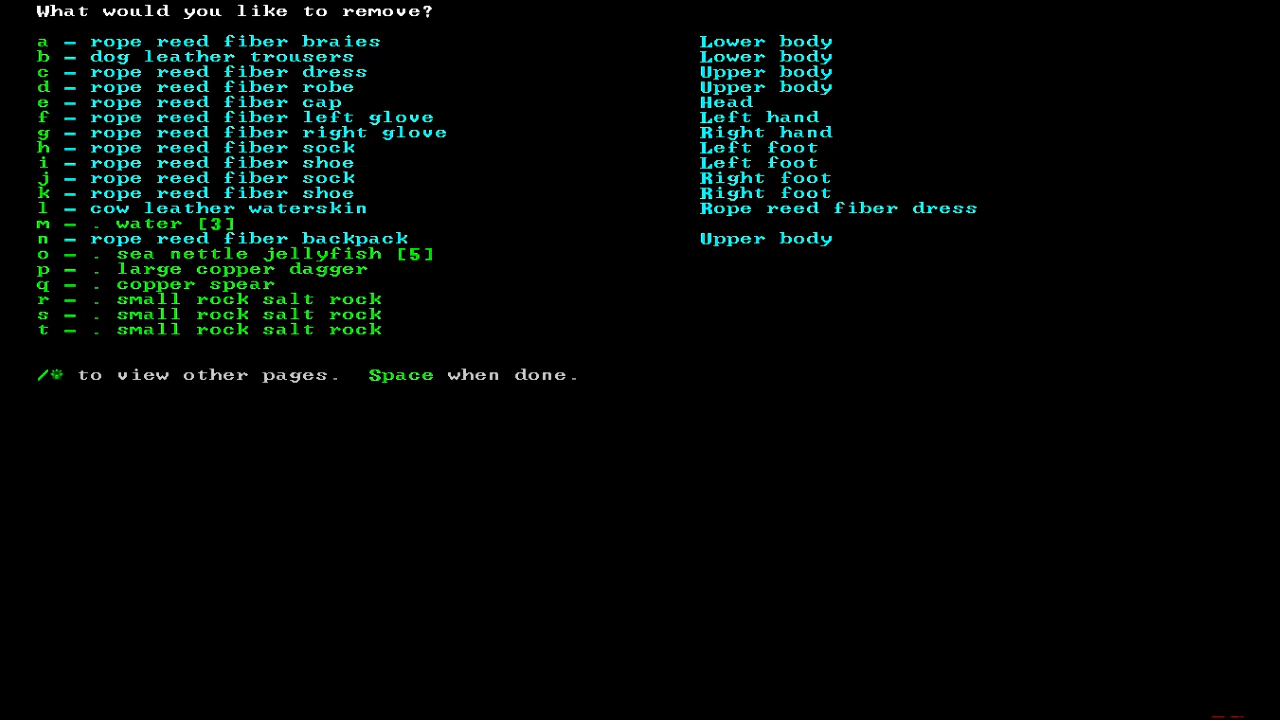 What would you like to remove?
a - rope reed fiber braies Lower body
b - dog leather trousers Lower body
c - rope reed fiber dress Upper body
d - rope reed fiber robe Upper body
e - rope reed fiber cap Head
f - rope reed fiber left glove Left hand
g - rope reed fiber right glove Right hand
h - rope reed fiber sock Left foot
i - rope reed fiber shoe Left foot
j - rope reed fiber sock Right foot
k - rope reed fiber shoe Right foot
l - cow leather waterskin Rope reed fiber dress
m - . water [3]
n - rope reed fiber backpack Upper body
o - . sea nettle jellyfish [5]
p - . large copper dagger
q - . copper spear
r - . small rock salt rock
s - . small rock salt rock
t - . small rock salt rock
/* to view other pages. Space when done.